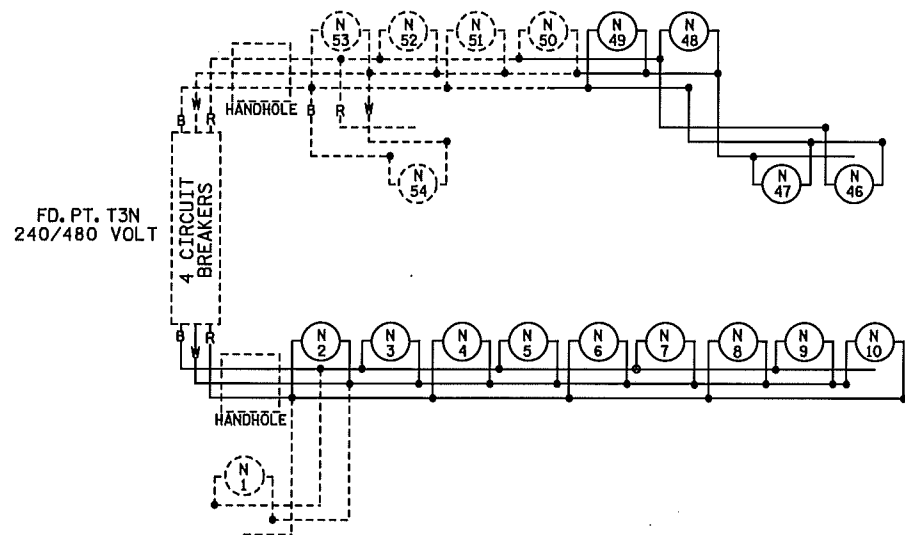 N 53
N 52
N 51
N 50
N 49
N 48
HANDHOLE
B W R
B R W
N 54
N 47
N 46
4 CIRCUIT
BREAKERS
FD. PT. T3N
240/480 VOLT
B W R
N 2
N 3
N 4
N 5
N 6
N 7
N 8
N 9
N 10
HANDHOLE
N 1